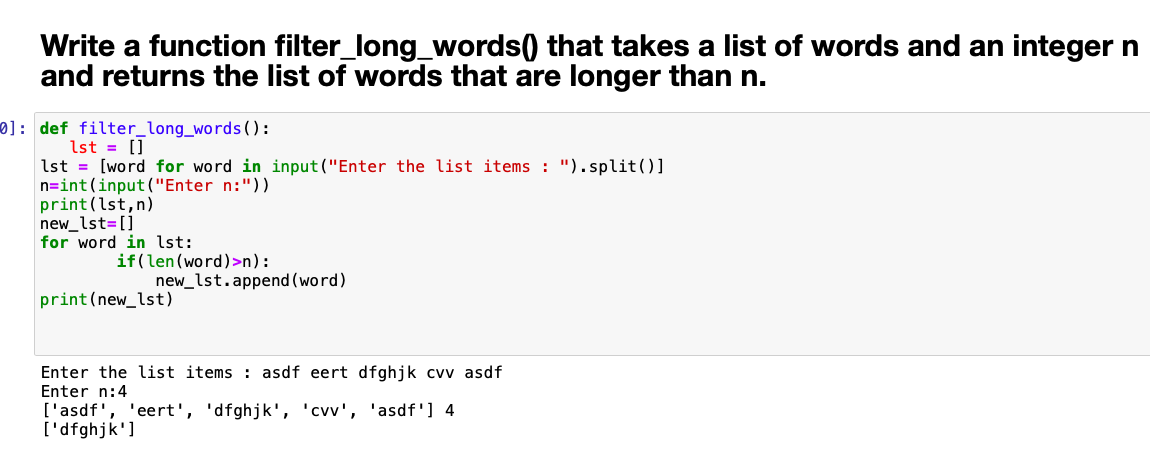 Write a function filter_long_words() that takes a list of words and an integer n
and returns the list of words that are longer than n.
0]: def filter_long_words():
lst = []
lst = [word for word in input("Enter the list items : ").split()]
n=int(input("Enter n:"))
print(lst,n)
new_lst=[]
for word in lst:
if(len(word)>n):
new_lst.append(word)
print(new_lst)
Enter the list items : asdf eert dfghjk cvv asdf
Enter n:4
['asdf', 'eert', 'dfghjk', 'cvv', 'asdf'] 4
['dfghjk']